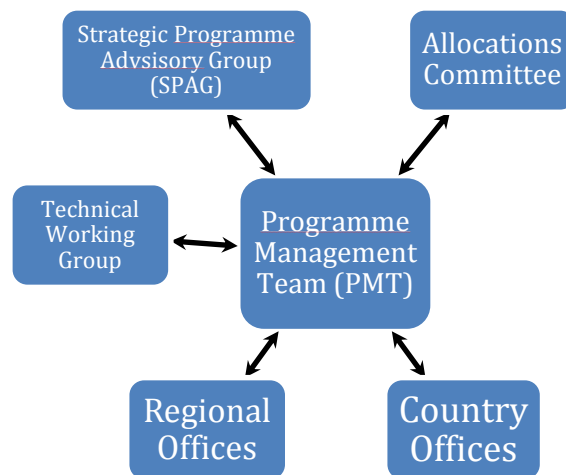 Strategic Programme
Advsisory Group
(SPAG)
Allocations
Committee
Technical
Working
Group
Programme
Management
Team (PMT)
Regional
Offices
Country
Offices